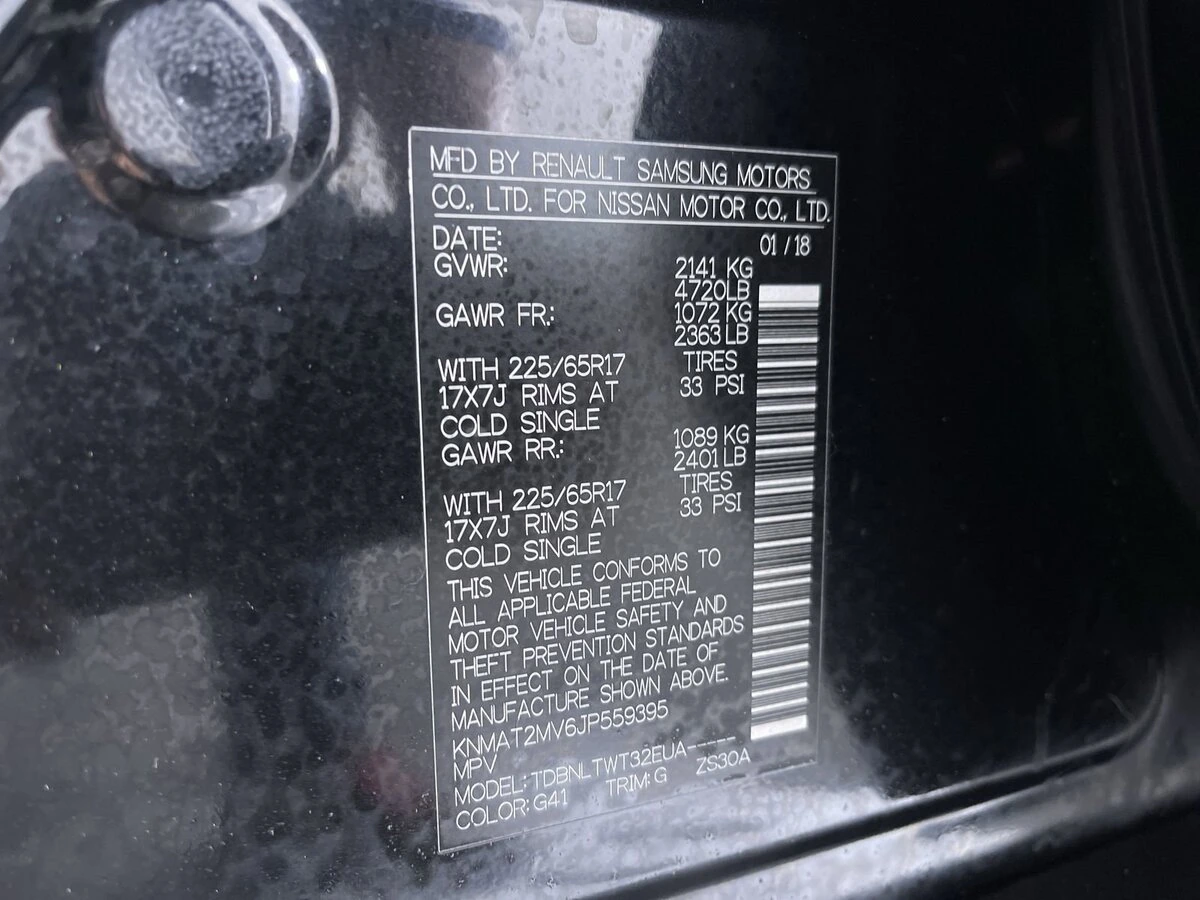 MFD BY RENAULT SAMSUNG MOTORS
CO., LTD. FOR NISSAN MOTOR CO., LTD.
DATE: 01 / 18
GVWR: 2141 KG
4720LB
GAWR FR.: 1072 KG
2363 LB
WITH 225/65R17 TIRES
17X7J RIMS AT 33 PSI
COLD SINGLE
GAWR RR.: 1089 KG
2401 LB
WITH 225/65R17 TIRES
17X7J RIMS AT 33 PSI
COLD SINGLE
THIS VEHICLE CONFORMS TO
ALL APPLICABLE FEDERAL
MOTOR VEHICLE SAFETY AND
THEFT PREVENTION STANDARDS
IN EFFECT ON THE DATE OF
MANUFACTURE SHOWN ABOVE.
KNMAT2MV6JP559395
MPV
MODEL: TDBNLTWT32EUA-----
COLOR: G41 TRIM: G ZS30A